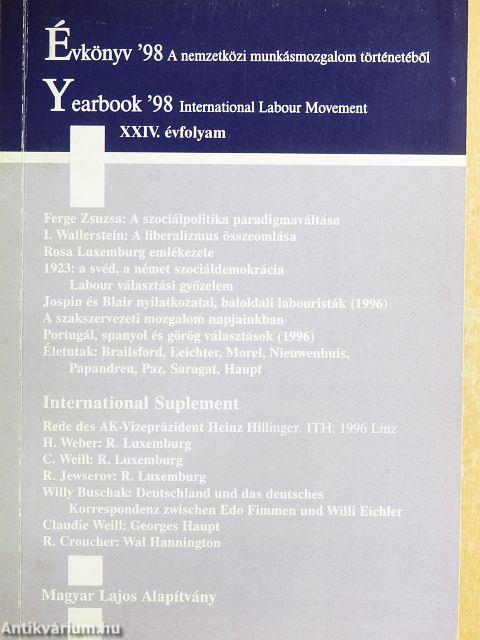 Évkönyv '98 A nemzetközi munkásmozgalom történetéből
Yearbook '98 International Labour Movement
XXIV. évfolyam
Ferge Zsuzsa: A szociálpolitika paradigmaváltása
I. Wallerstein: A liberalizmus összeomlása
Rosa Luxemburg emlékezete
1923: a svéd, a német szociáldemokrácia
Labour választási győzelem
Jospin és Blair nyilatkozatai, baloldali labouristák (1996)
A szakszervezeti mozgalom napjainkban
Portugál, spanyol és görög választások (1996)
Életutak: Brailsford, Leichter, Morel, Nieuwenhuis,
Papandreu, Paz, Saragat, Haupt
International Suplement
Rede des AK-Vizepräzident Heinz Hillinger. ITH, 1996 Linz
H. Weber: R. Luxemburg
C. Weill: R. Luxemburg
R. Jewserov: R. Luxemburg
Willy Buschak: Deutschland und das deutsches
Korrespondenz zwischen Edo Fimmen und Willi Eichler
Claudie Weill: Georges Haupt
R. Croucher: Wal Hannington
Magyar Lajos Alapítvány
Antikvárium.hu